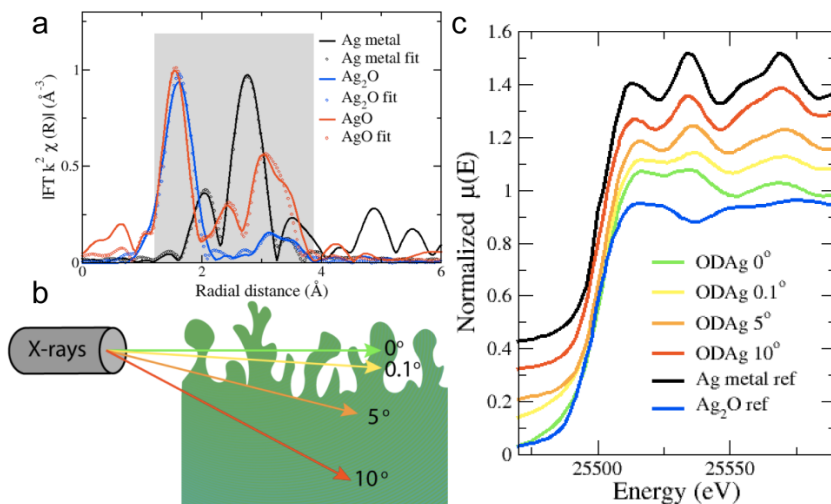 a
|FT k² χ(R)| (Å⁻³)
1
0.5
0
0 2 4 6
Radial distance (Å)
Ag metal
Ag metal fit
Ag₂O
Ag₂O fit
AgO
AgO fit
b
X-rays
0°
0.1°
5°
10°
c
Normalized μ(E)
1.6
1.4
1.2
1
0.8
0.6
0.4
0.2
0
25500 25550
Energy (eV)
ODAg 0°
ODAg 0.1°
ODAg 5°
ODAg 10°
Ag metal ref
Ag₂O ref